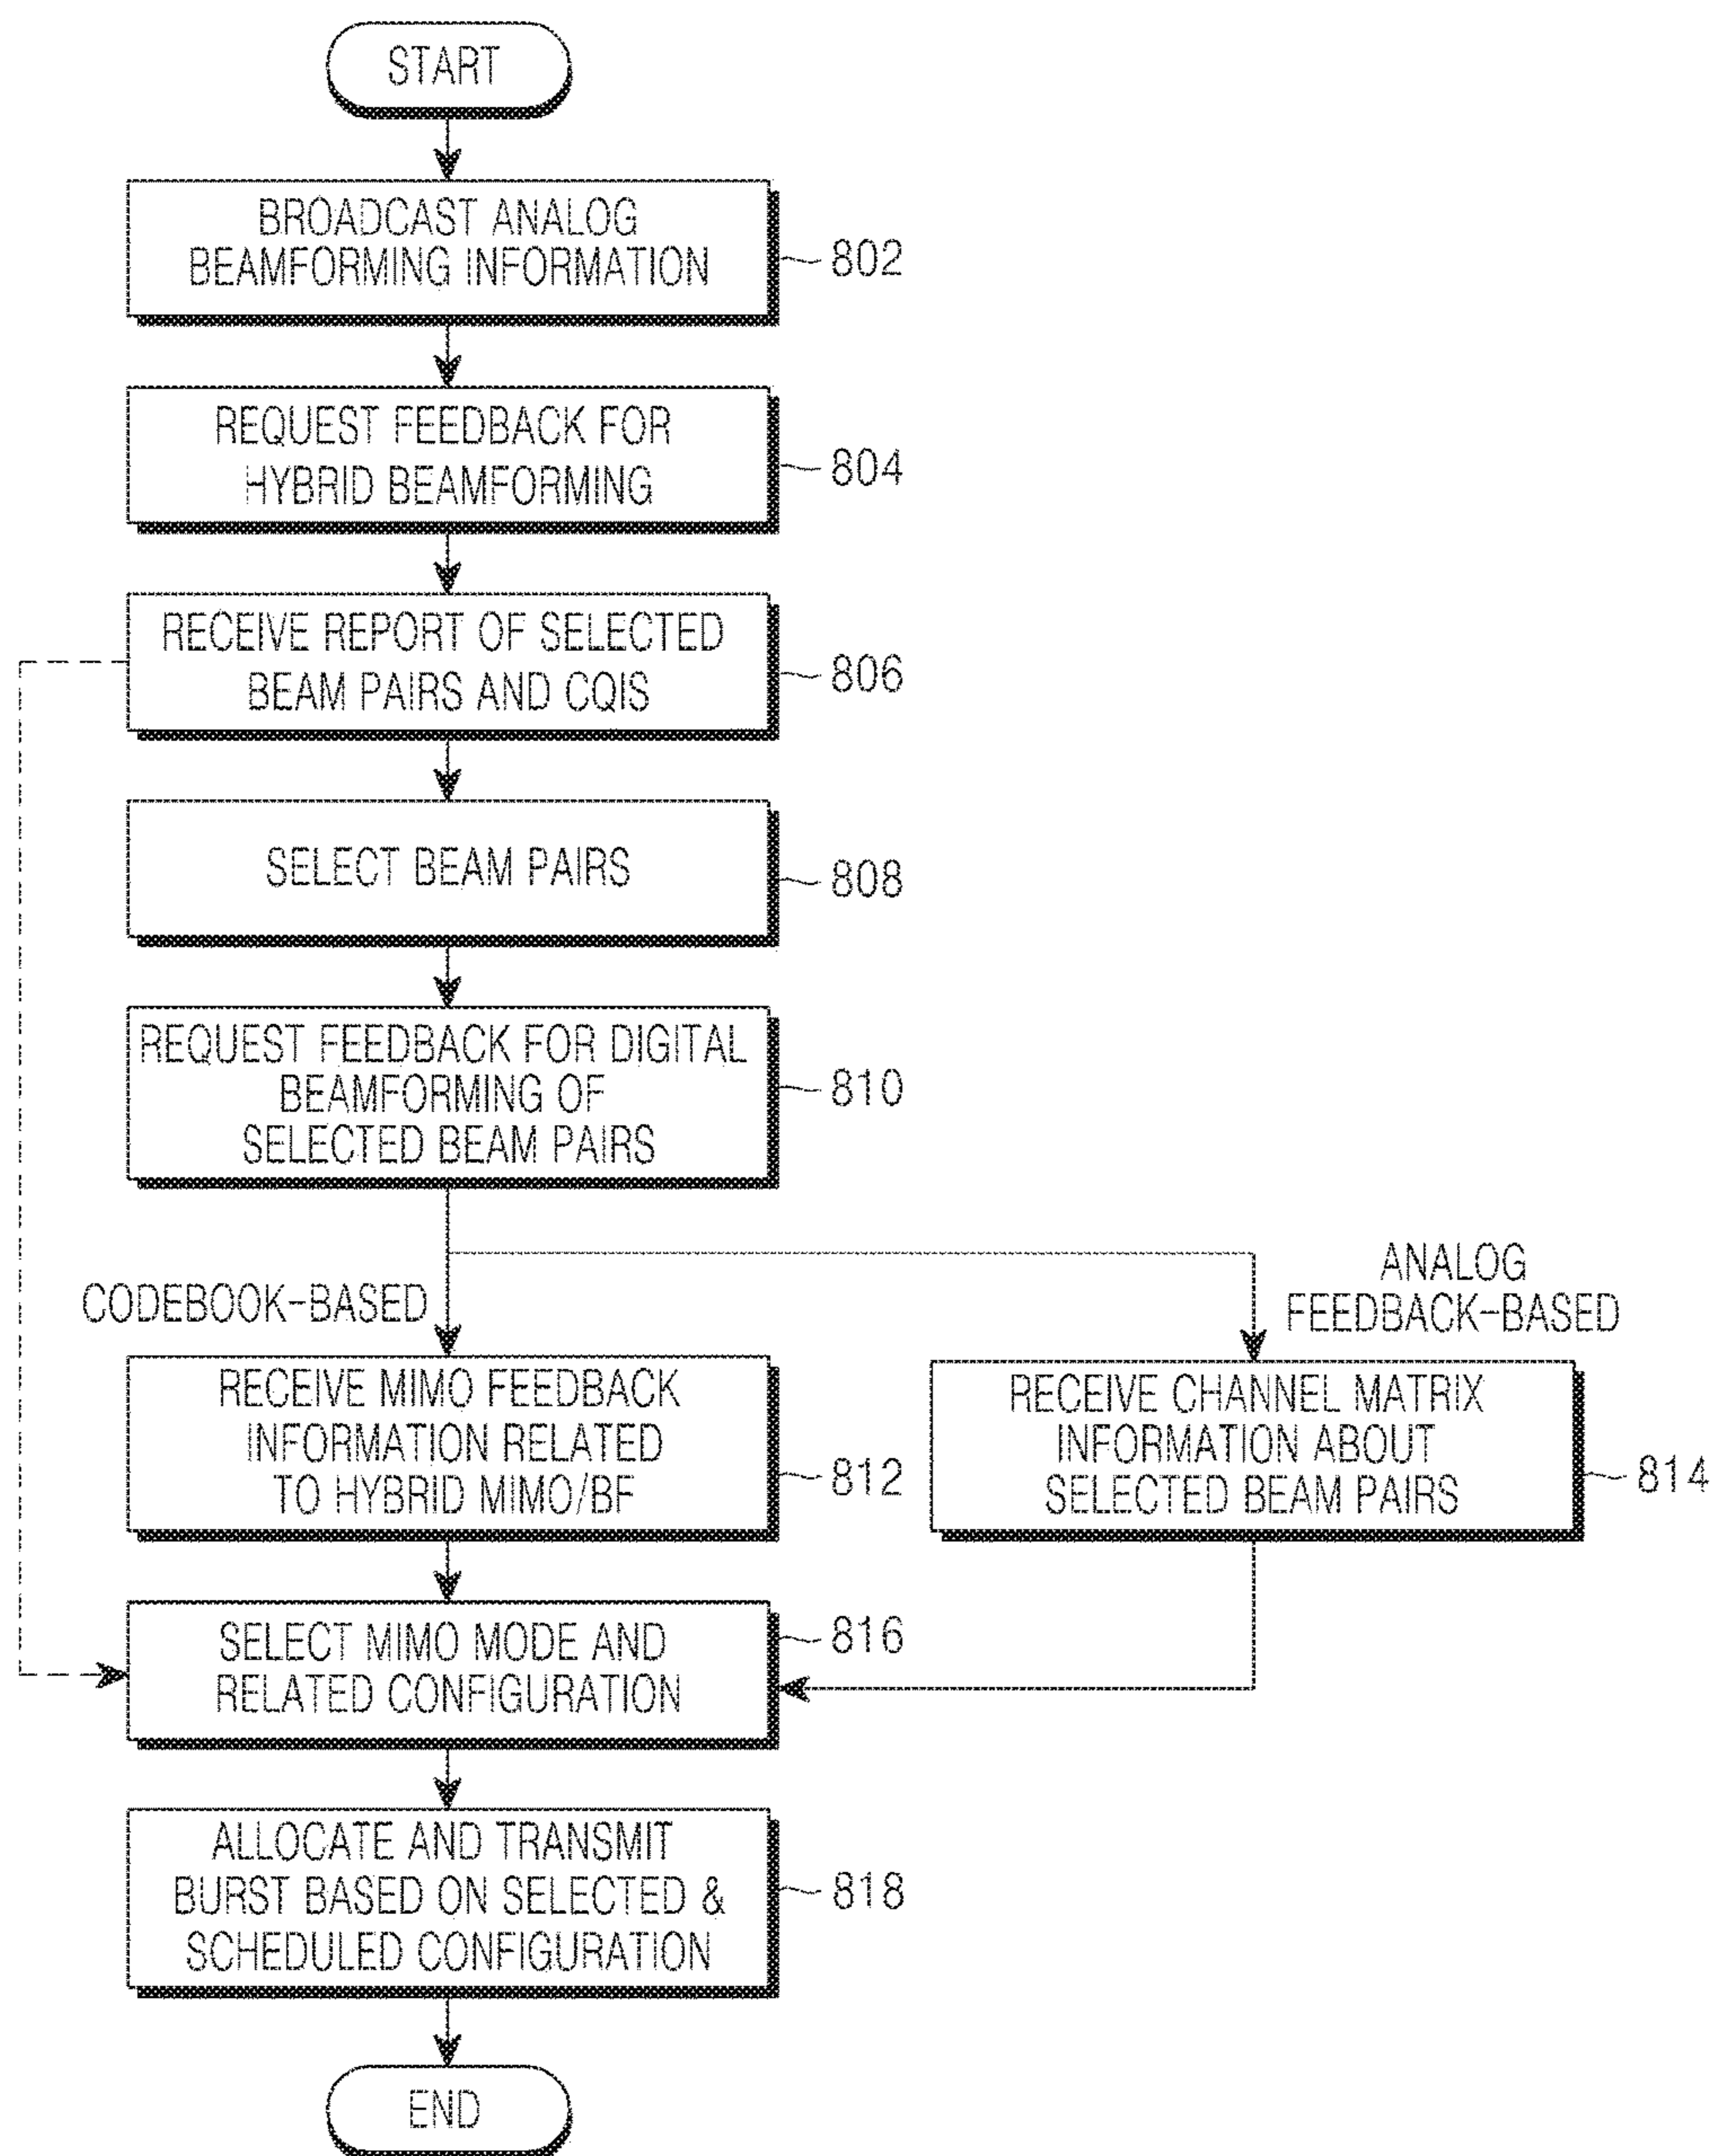 START
BROADCAST ANALOG
BEAMFORMING INFORMATION
802
REQUEST FEEDBACK FOR
HYBRID BEAMFORMING
804
RECEIVE REPORT OF SELECTED
BEAM PAIRS AND CQIS
806
SELECT BEAM PAIRS
808
REQUEST FEEDBACK FOR DIGITAL
BEAMFORMING OF
SELECTED BEAM PAIRS
810
CODEBOOK-BASED
ANALOG
FEEDBACK-BASED
RECEIVE MIMO FEEDBACK
INFORMATION RELATED
TO HYBRID MIMO/BF
812
RECEIVE CHANNEL MATRIX
INFORMATION ABOUT
SELECTED BEAM PAIRS
814
SELECT MIMO MODE AND
RELATED CONFIGURATION
816
ALLOCATE AND TRANSMIT
BURST BASED ON SELECTED &
SCHEDULED CONFIGURATION
818
END